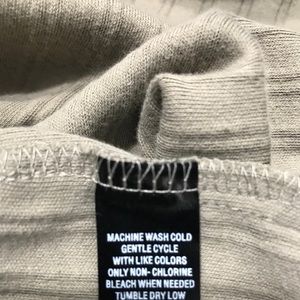 MACHINE WASH COLD
GENTLE CYCLE
WITH LIKE COLORS
ONLY NON- CHLORINE
BLEACH WHEN NEEDED
TUMBLE DRY LOW